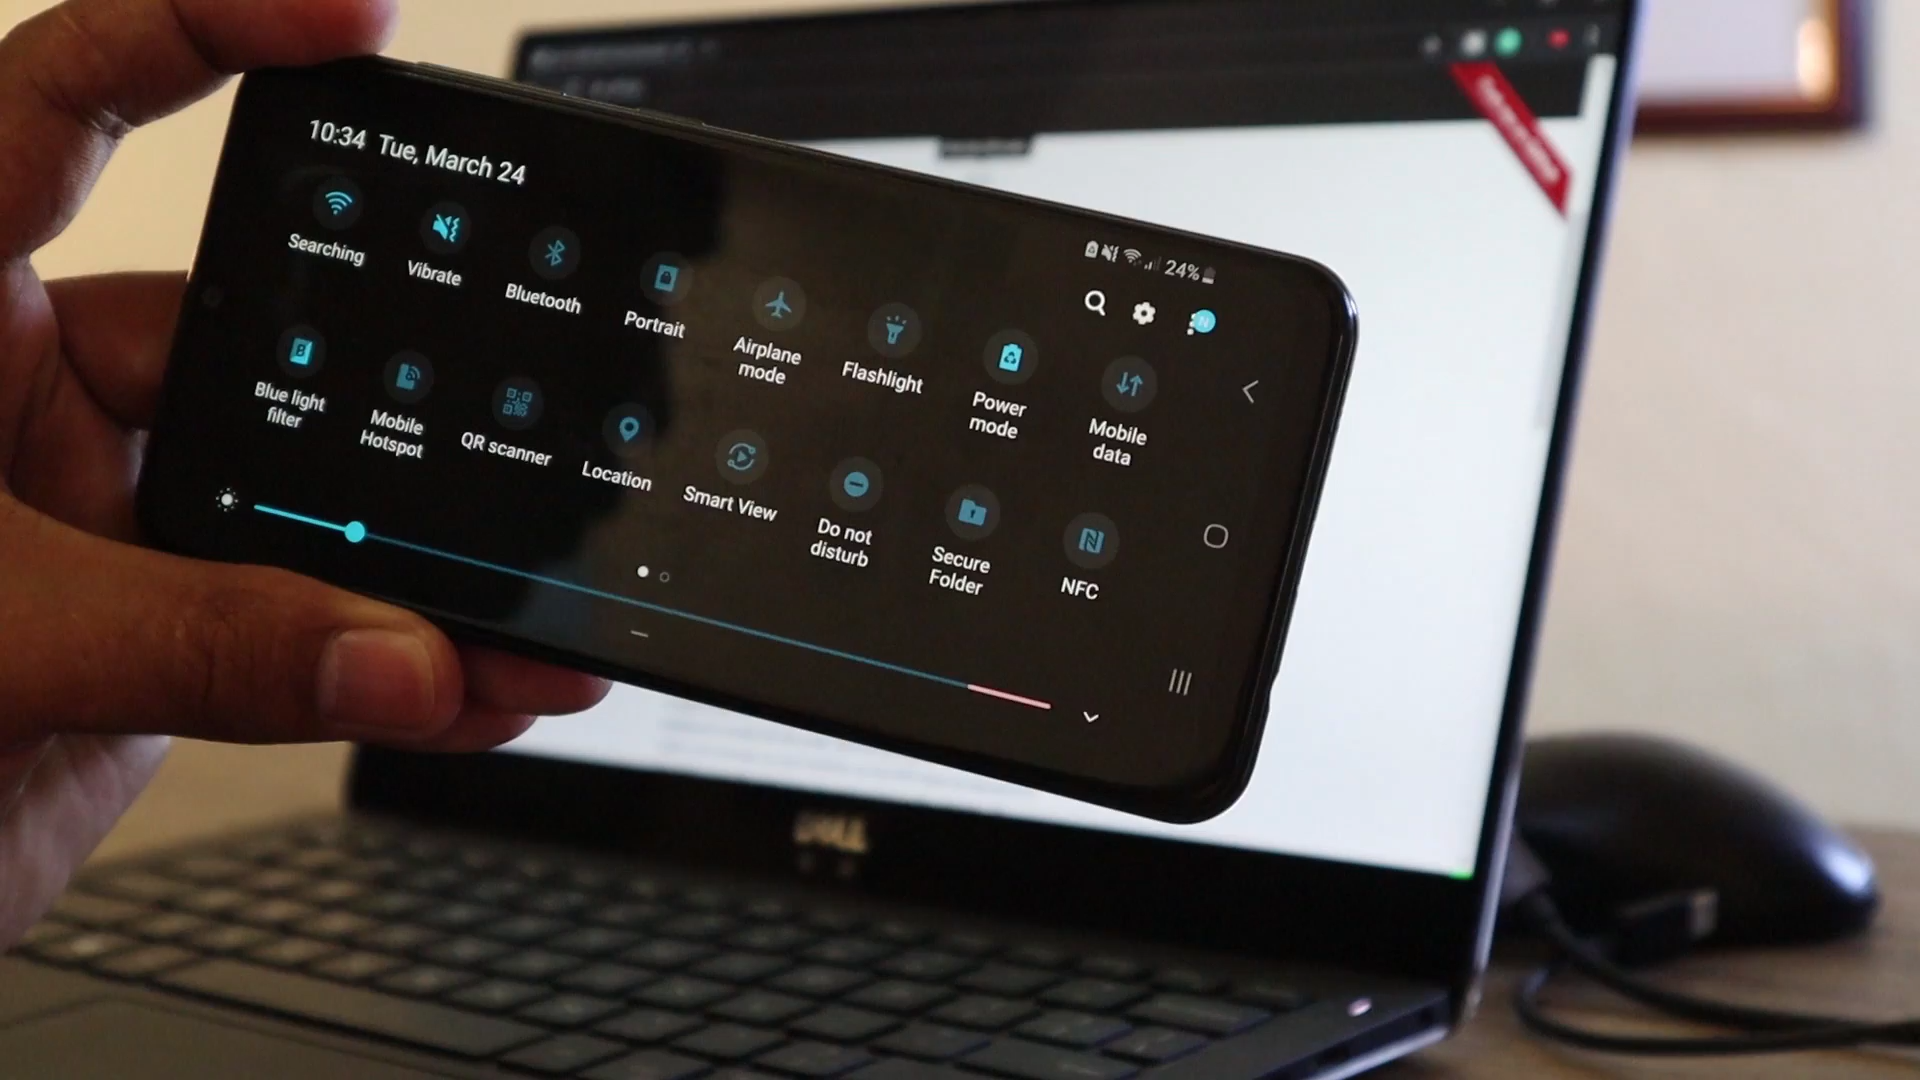 10:34 Tue, March 24
24%
Searching
Vibrate
Bluetooth
Portrait
Airplane
mode
Flashlight
Power
mode
Mobile
data
Blue light
filter
Mobile
Hotspot
QR scanner
Location
Smart View
Do not
disturb
Secure
Folder
NFC
DELL